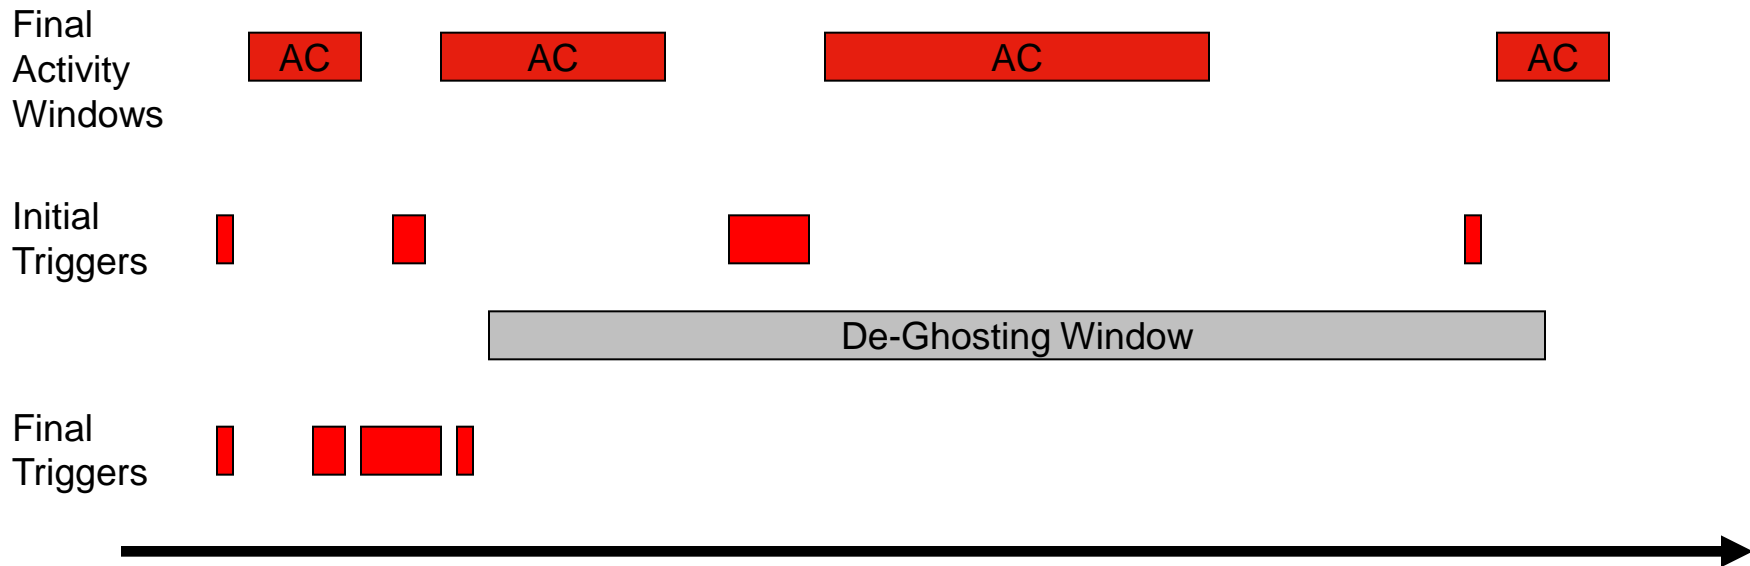 Final
Activity
Windows
AC
AC
AC
AC
Initial
Triggers
De-Ghosting Window
Final
Triggers